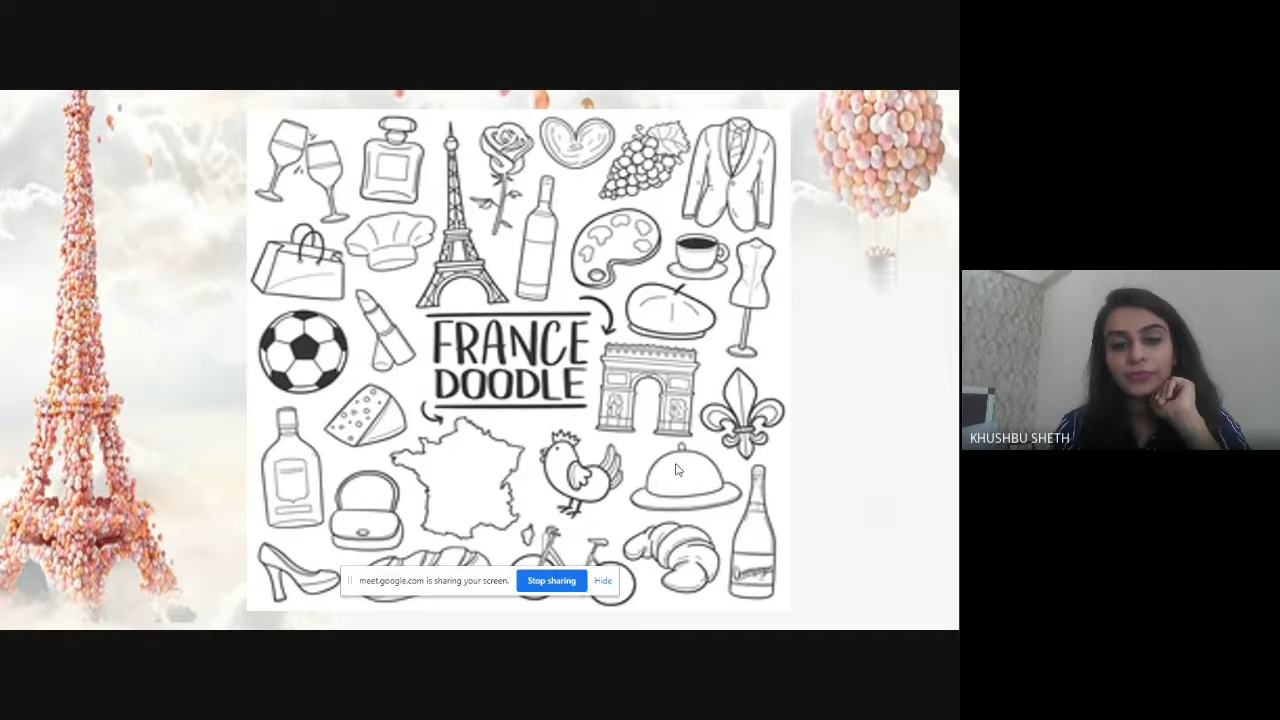 FRANCE
DOODLE
meet.google.com is sharing your screen.
Stop sharing
Hide
KHUSHBU SHETH